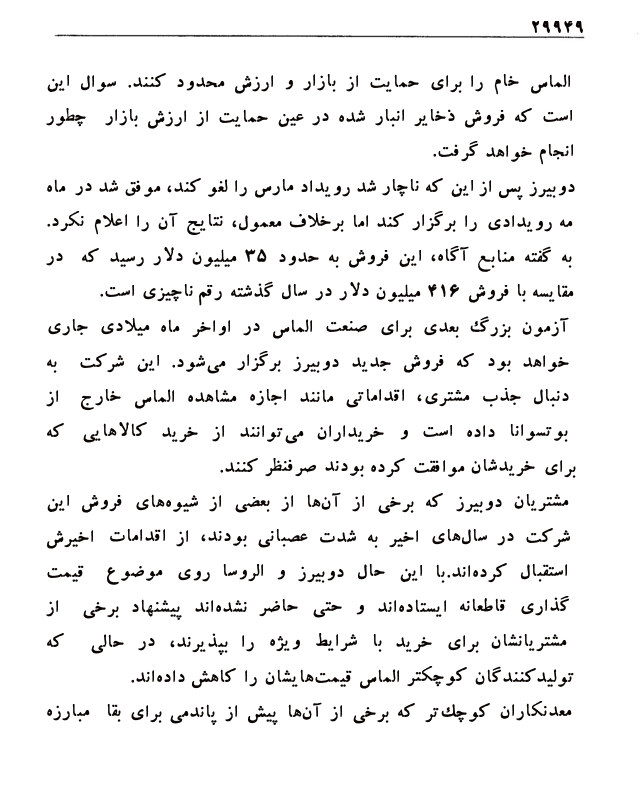 ۲۹۹۴۹
الماس خام را برای حمایت از بازار و ارزش محدود کنند. سوال این
است که فروش ذخایر انبار شده در عین حمایت از ارزش بازار چطور
انجام خواهد گرفت.
دوبیرز پس از این که ناچار شد رویداد مارس را لغو کند، موفق شد در ماه
مه رویدادی را برگزار کند اما برخلاف معمول، نتایج آن را اعلام نکرد.
به گفته منابع آگاه، این فروش به حدود ۳۵ میلیون دلار رسید که در
مقایسه با فروش ۴۱۶ میلیون دلار در سال گذشته رقم ناچیزی است.
آزمون بزرگ بعدی برای صنعت الماس در اواخر ماه میلادی جاری
خواهد بود که فروش جدید دوبیرز برگزار می‌شود. این شرکت به
دنبال جذب مشتری، اقداماتی مانند اجازه مشاهده الماس خارج از
بوتسوانا داده است و خریداران می‌توانند از خرید کالاهایی که
برای خریدشان موافقت کرده بودند صرفنظر کنند.
مشتریان دوبیرز که برخی از آن‌ها از بعضی از شیوه‌های فروش این
شرکت در سال‌های اخیر به شدت عصبانی بودند، از اقدامات اخیرش
استقبال کرده‌اند.با این حال دوبیرز و الروسا روی موضوع قیمت
گذاری قاطعانه ایستاده‌اند و حتی حاضر نشده‌اند پیشنهاد برخی از
مشتریانشان برای خرید با شرایط ویژه را بپذیرند، در حالی که
تولیدکنندگان کوچکتر الماس قیمت‌هایشان را کاهش داده‌اند.
معدنکاران کوچک‌تر که برخی از آن‌ها پیش از پاندمی برای بقا مبارزه